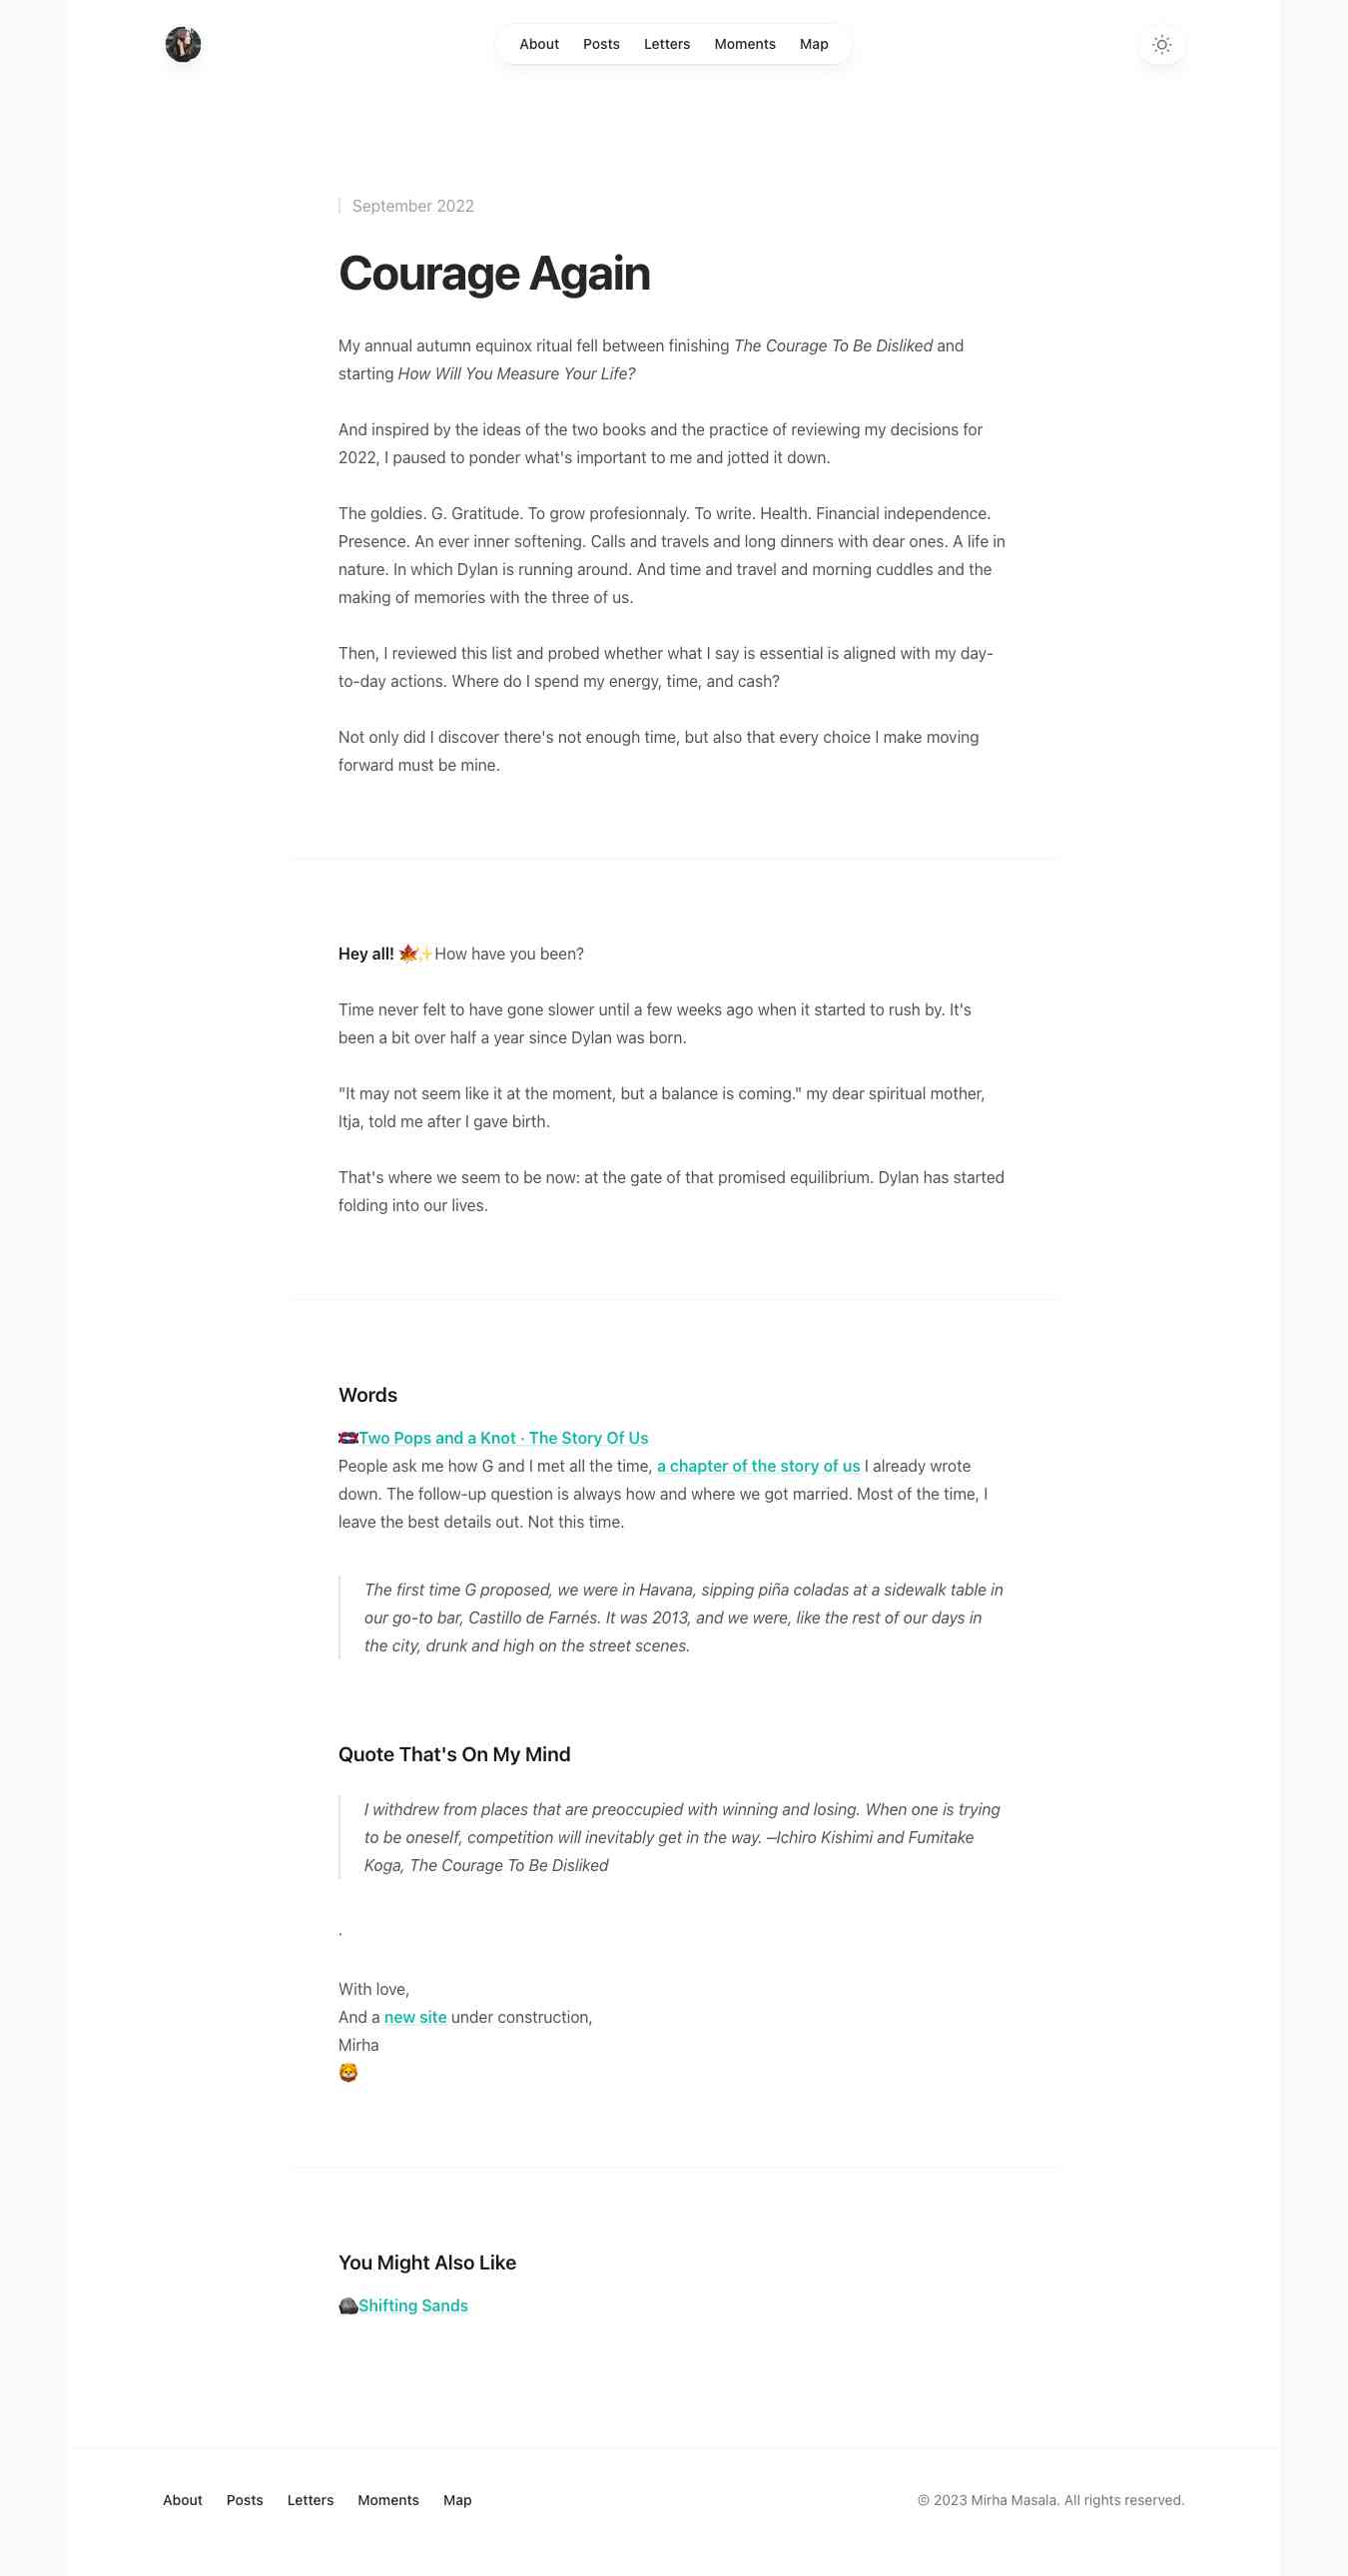 About Posts Letters Moments Map
September 2022
Courage Again
My annual autumn equinox ritual fell between finishing The Courage To Be Disliked and
starting How Will You Measure Your Life?
And inspired by the ideas of the two books and the practice of reviewing my decisions for
2022, I paused to ponder what's important to me and jotted it down.
The goldies. G. Gratitude. To grow profesionnaly. To write. Health. Financial independence.
Presence. An ever inner softening. Calls and travels and long dinners with dear ones. A life in
nature. In which Dylan is running around. And time and travel and morning cuddles and the
making of memories with the three of us.
Then, I reviewed this list and probed whether what I say is essential is aligned with my day-
to-day actions. Where do I spend my energy, time, and cash?
Not only did I discover there's not enough time, but also that every choice I make moving
forward must be mine.
Hey all! 🍁✨How have you been?
Time never felt to have gone slower until a few weeks ago when it started to rush by. It's
been a bit over half a year since Dylan was born.
"It may not seem like it at the moment, but a balance is coming." my dear spiritual mother,
Itja, told me after I gave birth.
That's where we seem to be now: at the gate of that promised equilibrium. Dylan has started
folding into our lives.
Words
Two Pops and a Knot · The Story Of Us
People ask me how G and I met all the time, a chapter of the story of us I already wrote
down. The follow-up question is always how and where we got married. Most of the time, I
leave the best details out. Not this time.
The first time G proposed, we were in Havana, sipping piña coladas at a sidewalk table in
our go-to bar, Castillo de Farnés. It was 2013, and we were, like the rest of our days in
the city, drunk and high on the street scenes.
Quote That's On My Mind
I withdrew from places that are preoccupied with winning and losing. When one is trying
to be oneself, competition will inevitably get in the way. —Ichiro Kishimi and Fumitake
Koga, The Courage To Be Disliked
.
With love,
And a new site under construction,
Mirha
🦁
You Might Also Like
🪨Shifting Sands
About Posts Letters Moments Map
© 2023 Mirha Masala. All rights reserved.